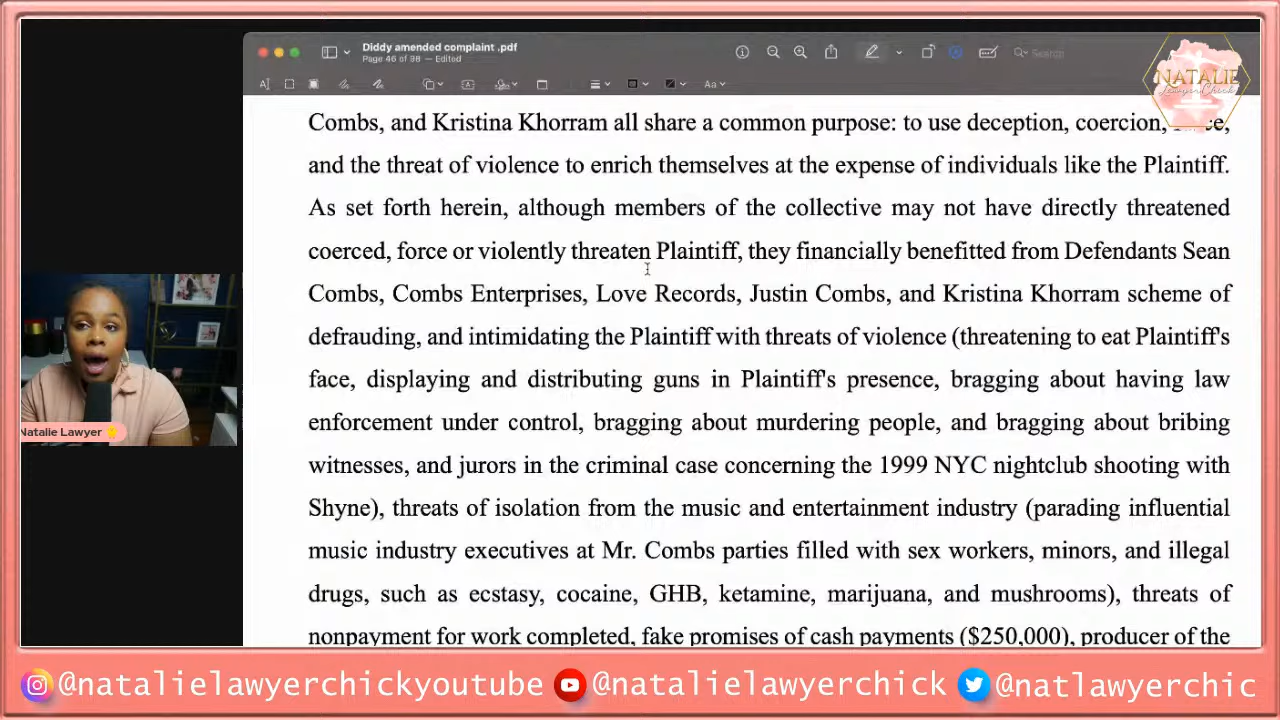 Diddy amended complaint .pdf
Page 46 of 98 — Edited
Search
NATALIE
Lawyer Chick
Combs, and Kristina Khorram all share a common purpose: to use deception, coercion,
and the threat of violence to enrich themselves at the expense of individuals like the Plaintiff.
As set forth herein, although members of the collective may not have directly threatened
coerced, force or violently threaten Plaintiff, they financially benefitted from Defendants Sean
Combs, Combs Enterprises, Love Records, Justin Combs, and Kristina Khorram scheme of
defrauding, and intimidating the Plaintiff with threats of violence (threatening to eat Plaintiff's
face, displaying and distributing guns in Plaintiff's presence, bragging about having law
enforcement under control, bragging about murdering people, and bragging about bribing
witnesses, and jurors in the criminal case concerning the 1999 NYC nightclub shooting with
Shyne), threats of isolation from the music and entertainment industry (parading influential
music industry executives at Mr. Combs parties filled with sex workers, minors, and illegal
drugs, such as ecstasy, cocaine, GHB, ketamine, marijuana, and mushrooms), threats of
nonpayment for work completed, fake promises of cash payments ($250,000), producer of the
Natalie Lawyer
@natalielawyerchickyoutube
@natalielawyerchick
@natlawyerchic